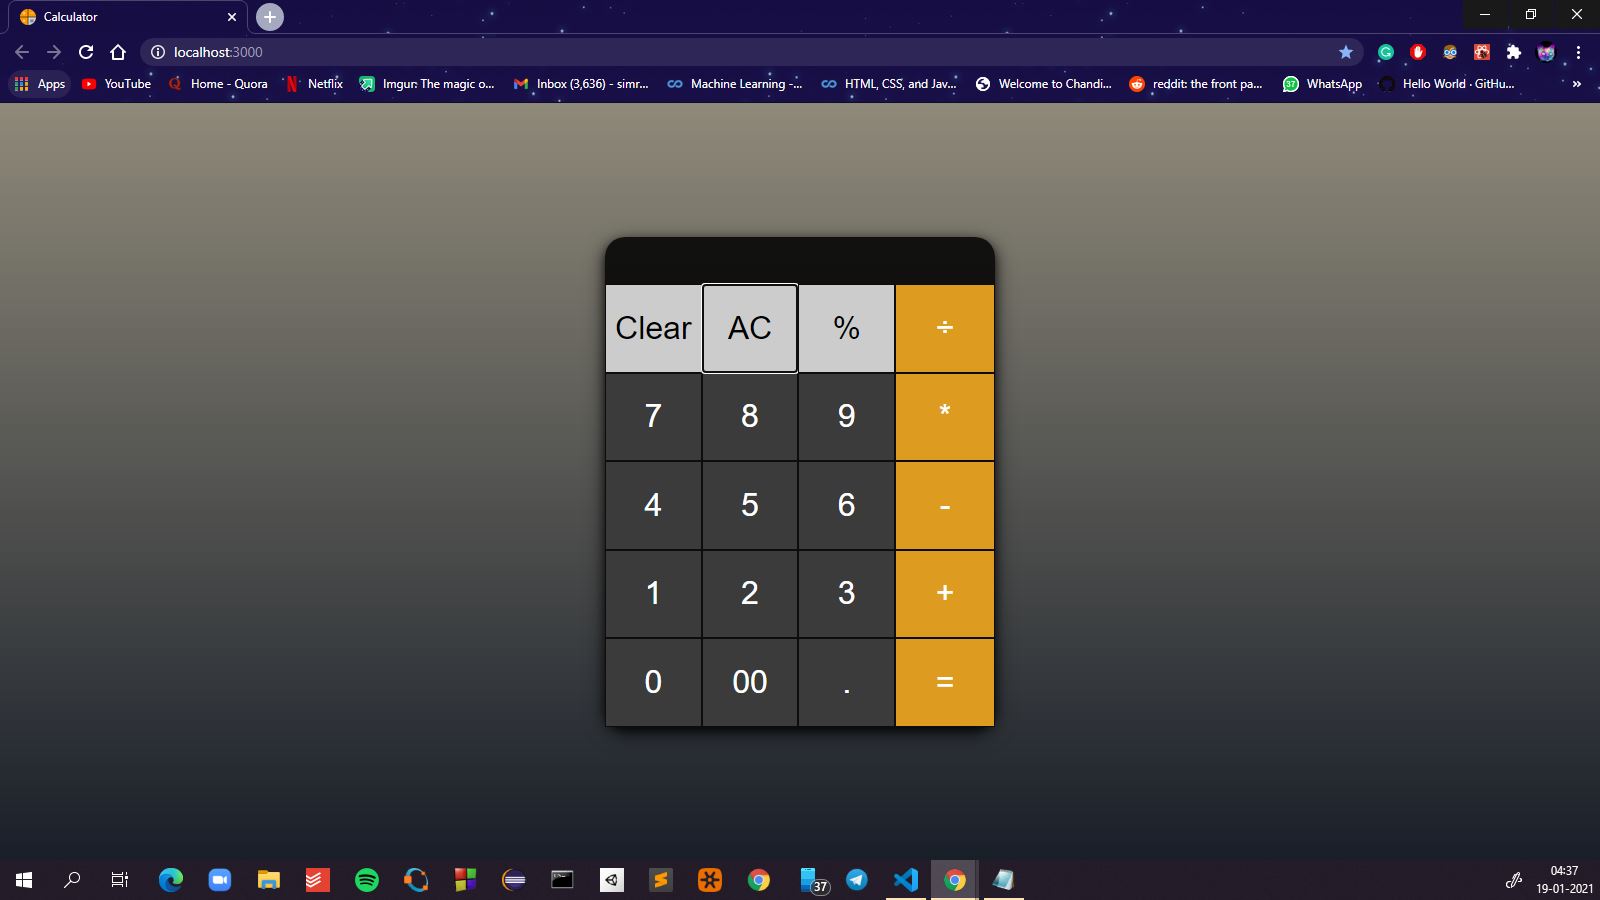 Calculator
localhost:3000
Apps YouTube Home - Quora Netflix Imgur: The magic o... Inbox (3,636) - simr... Machine Learning -... HTML, CSS, and Jav... Welcome to Chandi... reddit: the front pa... 37 WhatsApp Hello World · GitHu... »
Clear AC % ÷
7 8 9 *
4 5 6 -
1 2 3 +
0 00 . =
37
04:37
19-01-2021